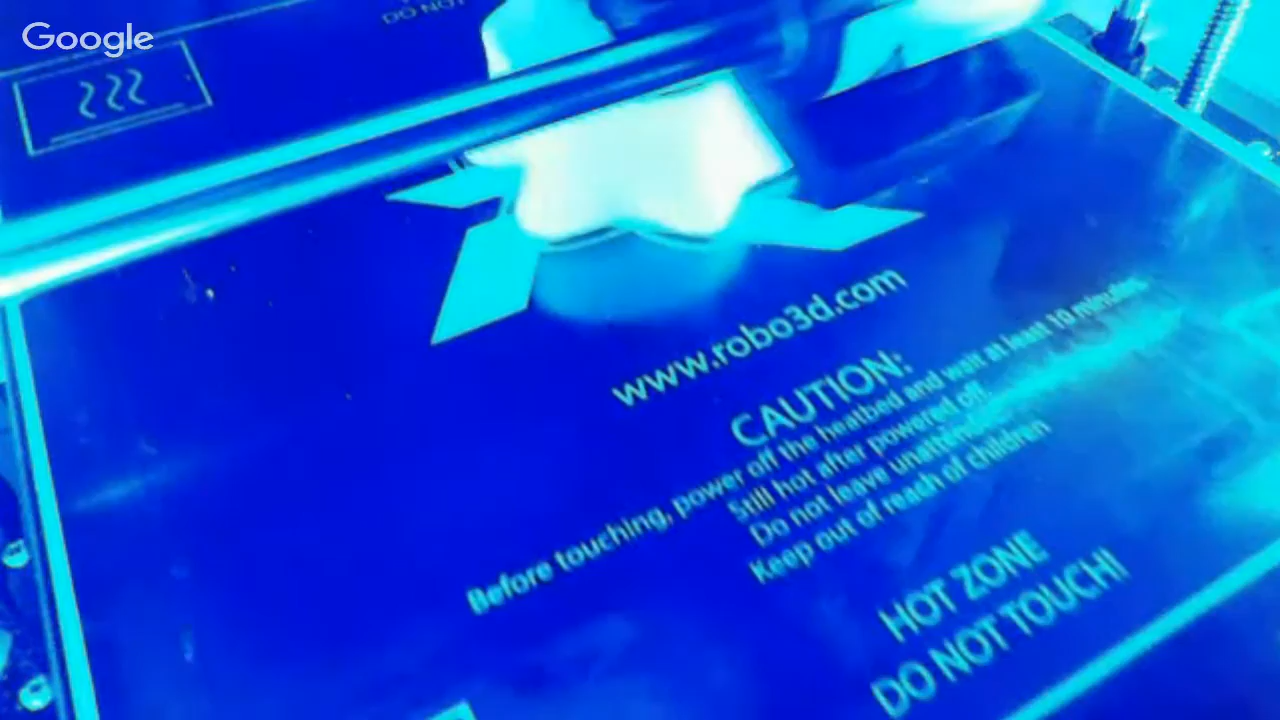 Google
DO NOT
www.robo3d.com
CAUTION:
Before touching, power off the heatbed and wait at least 10 minutes.
Still hot after powered off.
Do not leave unattended
Keep out of reach of children
HOT ZONE
DO NOT TOUCH!